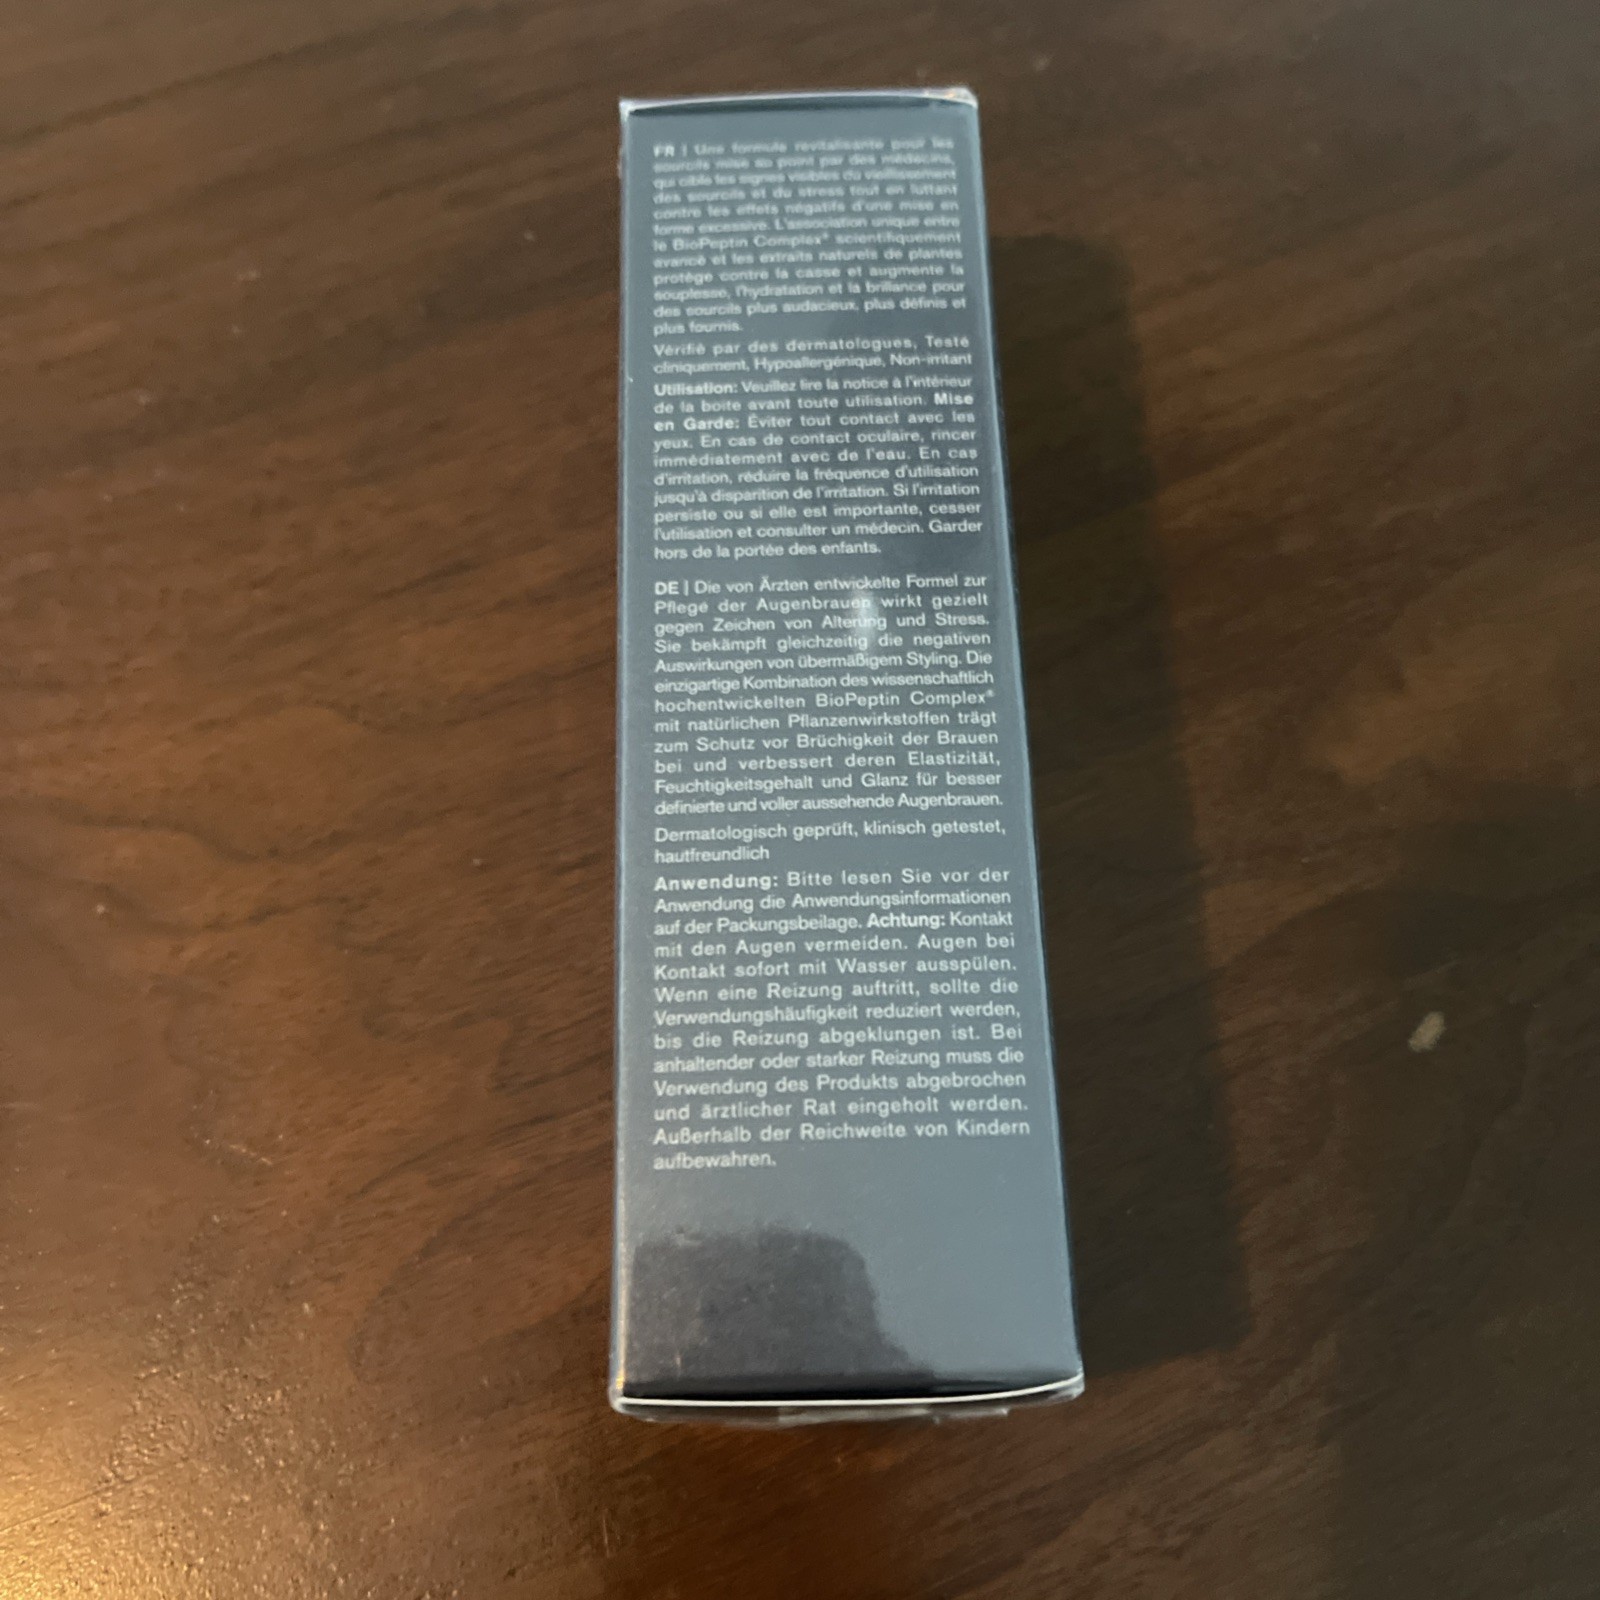 FR | Une formule revitalisante pour les
sourcils mise au point par des médecins,
qui cible les signes visibles du vieillissement
des sourcils et du stress tout en luttant
contre les effets négatifs d'une mise en
forme excessive. L'association unique entre
le BioPeptin Complex® scientifiquement
avancé et les extraits naturels de plantes
protège contre la casse et augmente la
souplesse, l'hydratation et la brillance pour
des sourcils plus audacieux, plus définis et
plus fournis.
Vérifié par des dermatologues, Testé
cliniquement, Hypoallergénique, Non-irritant
Utilisation: Veuillez lire la notice à l'intérieur
de la boite avant toute utilisation. Mise
en Garde: Éviter tout contact avec les
yeux. En cas de contact oculaire, rincer
immédiatement avec de l'eau. En cas
d'irritation, réduire la fréquence d'utilisation
jusqu'à disparition de l'irritation. Si l'irritation
persiste ou si elle est importante, cesser
l'utilisation et consulter un médecin. Garder
hors de la portée des enfants.
DE | Die von Ärzten entwickelte Formel zur
Pflege der Augenbrauen wirkt gezielt
gegen Zeichen von Alterung und Stress.
Sie bekämpft gleichzeitig die negativen
Auswirkungen von übermäßigem Styling. Die
einzigartige Kombination des wissenschaftlich
hochentwickelten BioPeptin Complex®
mit natürlichen Pflanzenwirkstoffen trägt
zum Schutz vor Brüchigkeit der Brauen
bei und verbessert deren Elastizität,
Feuchtigkeitsgehalt und Glanz für besser
definierte und voller aussehende Augenbrauen.
Dermatologisch geprüft, klinisch getestet,
hautfreundlich
Anwendung: Bitte lesen Sie vor der
Anwendung die Anwendungsinformationen
auf der Packungsbeilage. Achtung: Kontakt
mit den Augen vermeiden. Augen bei
Kontakt sofort mit Wasser ausspülen.
Wenn eine Reizung auftritt, sollte die
Verwendungshäufigkeit reduziert werden,
bis die Reizung abgeklungen ist. Bei
anhaltender oder starker Reizung muss die
Verwendung des Produkts abgebrochen
und ärztlicher Rat eingeholt werden.
Außerhalb der Reichweite von Kindern
aufbewahren.